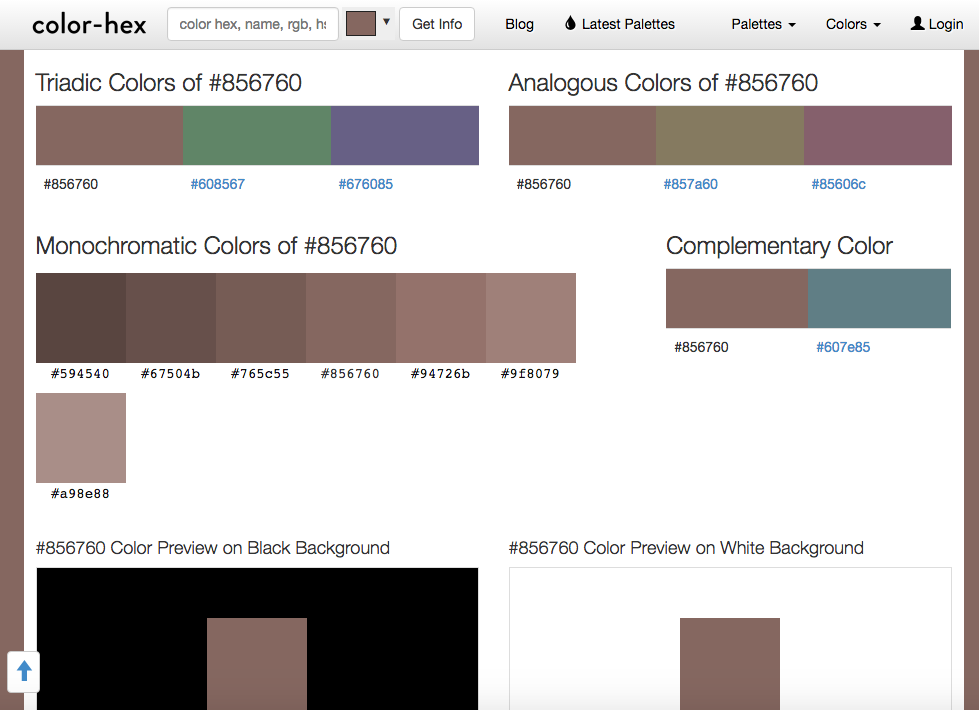 color-hex color hex, name, rgb, hs Get Info Blog Latest Palettes Palettes Colors Login
Triadic Colors of #856760
#856760 #608567 #676085
Analogous Colors of #856760
#856760 #857a60 #85606c
Monochromatic Colors of #856760
#594540 #67504b #765c55 #856760 #94726b #9f8079
#a98e88
Complementary Color
#856760 #607e85
#856760 Color Preview on Black Background
#856760 Color Preview on White Background